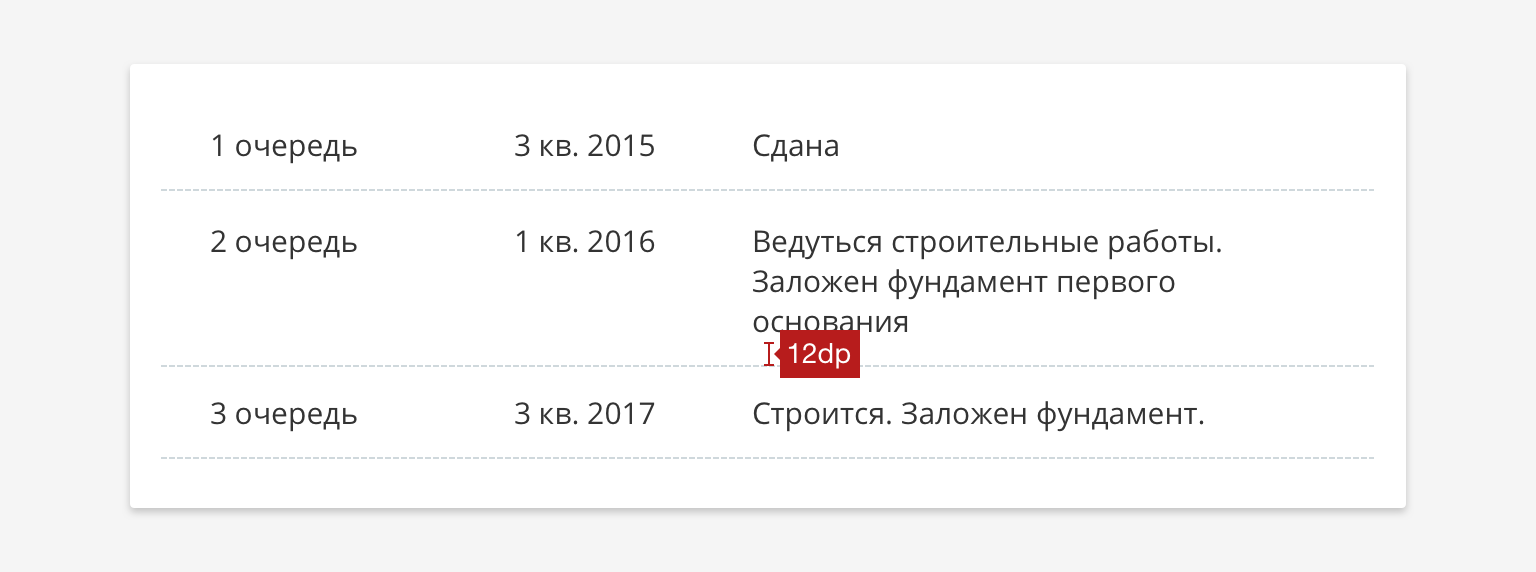 1 очередь 3 кв. 2015 Сдана
2 очередь 1 кв. 2016 Ведуться строительные работы.
Заложен фундамент первого
основания
12dp
3 очередь 3 кв. 2017 Строится. Заложен фундамент.